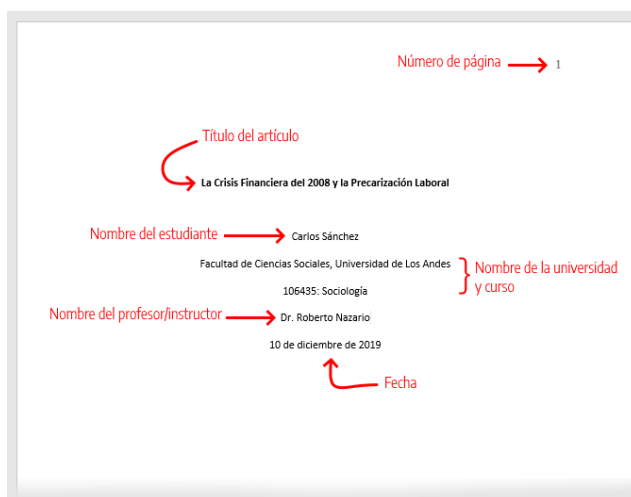 Número de página
1
Título del artículo
La Crisis Financiera del 2008 y la Precarización Laboral
Nombre del estudiante
Carlos Sánchez
Facultad de Ciencias Sociales, Universidad de Los Andes
106435: Sociología
Nombre de la universidad
y curso
Nombre del profesor/instructor
Dr. Roberto Nazario
10 de diciembre de 2019
Fecha